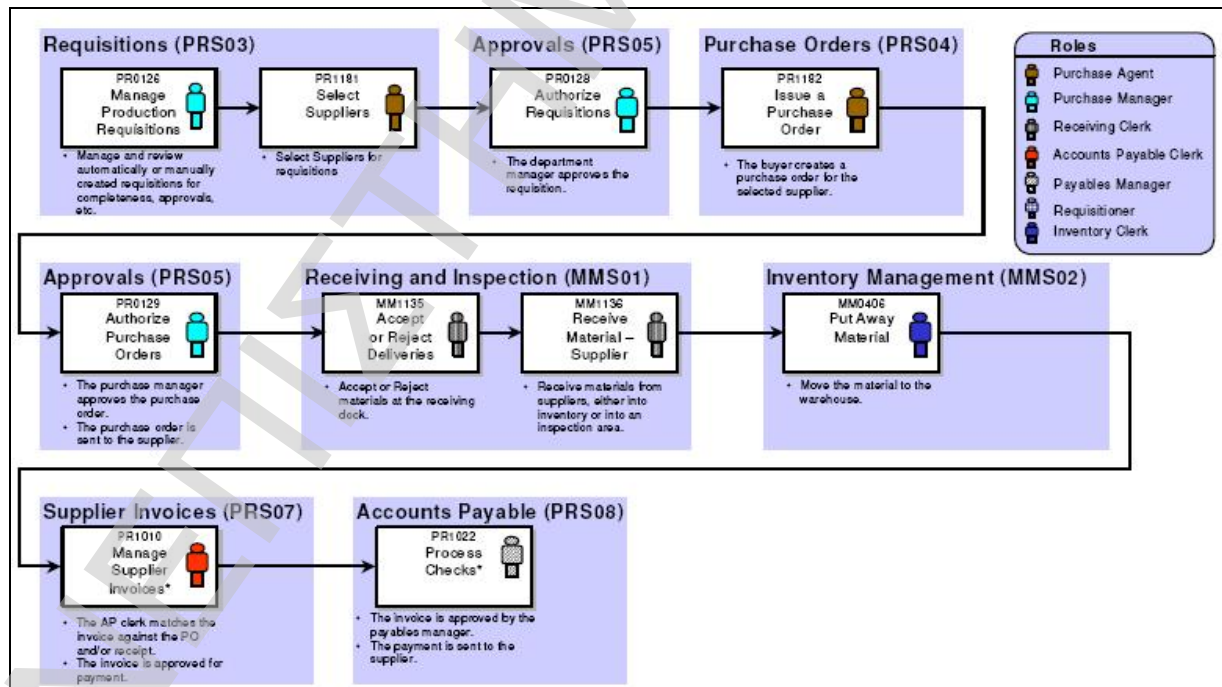 Requisitions (PRS03)
PR0126
Manage
Production
Requisitions
• Manage and review
automatically or manually
created requisitions for
completeness, approvals,
etc.
PR1181
Select
Suppliers
• Select Suppliers for
requisitions
Approvals (PRS05)
PR0128
Authorize
Requisitions
• The department
manager approves the
requisition.
Purchase Orders (PRS04)
PR1182
Issue a
Purchase
Order
• The buyer creates a
purchase order for the
selected supplier.
Roles
Purchase Agent
Purchase Manager
Receiving Clerk
Accounts Payable Clerk
Payables Manager
Requisitioner
Inventory Clerk
Approvals (PRS05)
PR0129
Authorize
Purchase
Orders
• The purchase manager
approves the purchase
order.
• The purchase order is
sent to the supplier.
Receiving and Inspection (MMS01)
MM1135
Accept
or Reject
Deliveries
• Accept or Reject
materials at the receiving
dock.
MM1136
Receive
Material –
Supplier
• Receive materials from
suppliers, either into
inventory or into an
inspection area.
Inventory Management (MMS02)
MM0406
Put Away
Material
• Move the material to the
warehouse.
Supplier Invoices (PRS07)
PR1010
Manage
Supplier
Invoices*
• The AP clerk matches the
invoice against the PO
and/or receipt.
• The invoice is approved for
payment.
Accounts Payable (PRS08)
PR1022
Process
Checks*
• The invoice is approved by the
payables manager.
• The payment is sent to the
supplier.